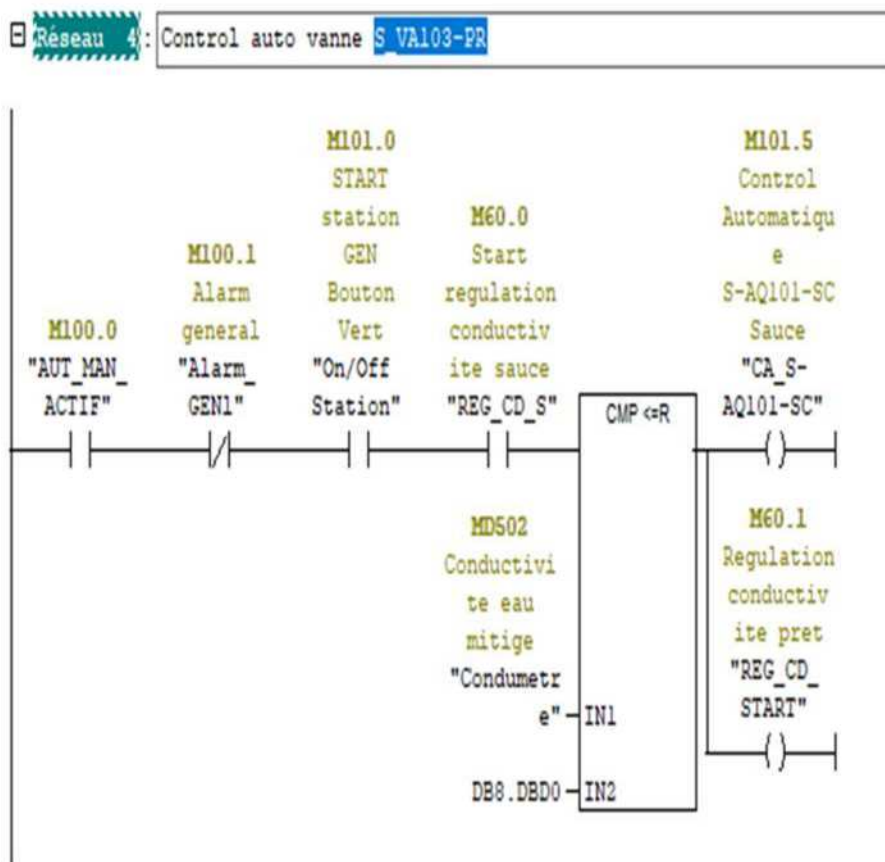 Réseau 4 : Control auto vanne S_VA103-PR
M101.0
START
station
GEN
Bouton
Vert
"On/Off
Station"
M101.5
Control
Automatiqu
e
S-AQ101-SC
Sauce
"CA_S-
AQ101-SC"
M60.0
Start
regulation
conductiv
ite sauce
"REG_CD_S"
M100.1
Alarm
general
"Alarm_
GEN1"
M100.0
"AUT_MAN_
ACTIF"
CMP <=R
MD502
Conductivi
te eau
mitige
"Condumetr
e"
IN1
M60.1
Regulation
conductiv
ite pret
"REG_CD_
START"
DB8.DBD0
IN2